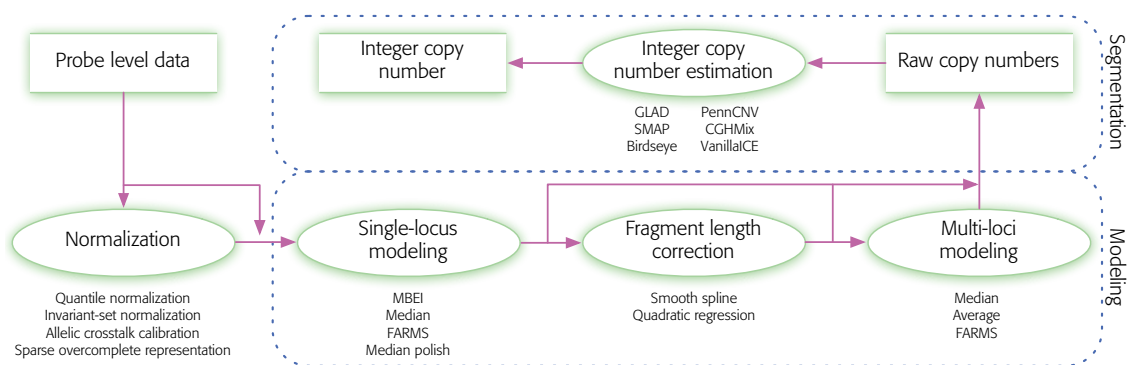 Probe level data
Integer copy
number
Integer copy
number estimation
Raw copy numbers
GLAD PennCNV
SMAP CGHMix
Birdseye VanillaICE
Segmentation
Normalization
Single-locus
modeling
Fragment length
correction
Multi-loci
modeling
Quantile normalization
Invariant-set normalization
Allelic crosstalk calibration
Sparse overcomplete representation
MBEI
Median
FARMS
Median polish
Smooth spline
Quadratic regression
Median
Average
FARMS
Modeling